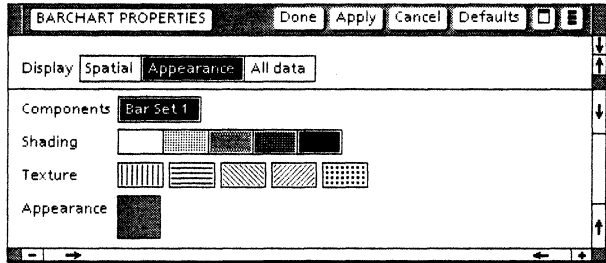 BARCHART PROPERTIES Done Apply Cancel Defaults
Display Spatial Appearance All data
Components Bar Set 1
Shading
Texture
Appearance